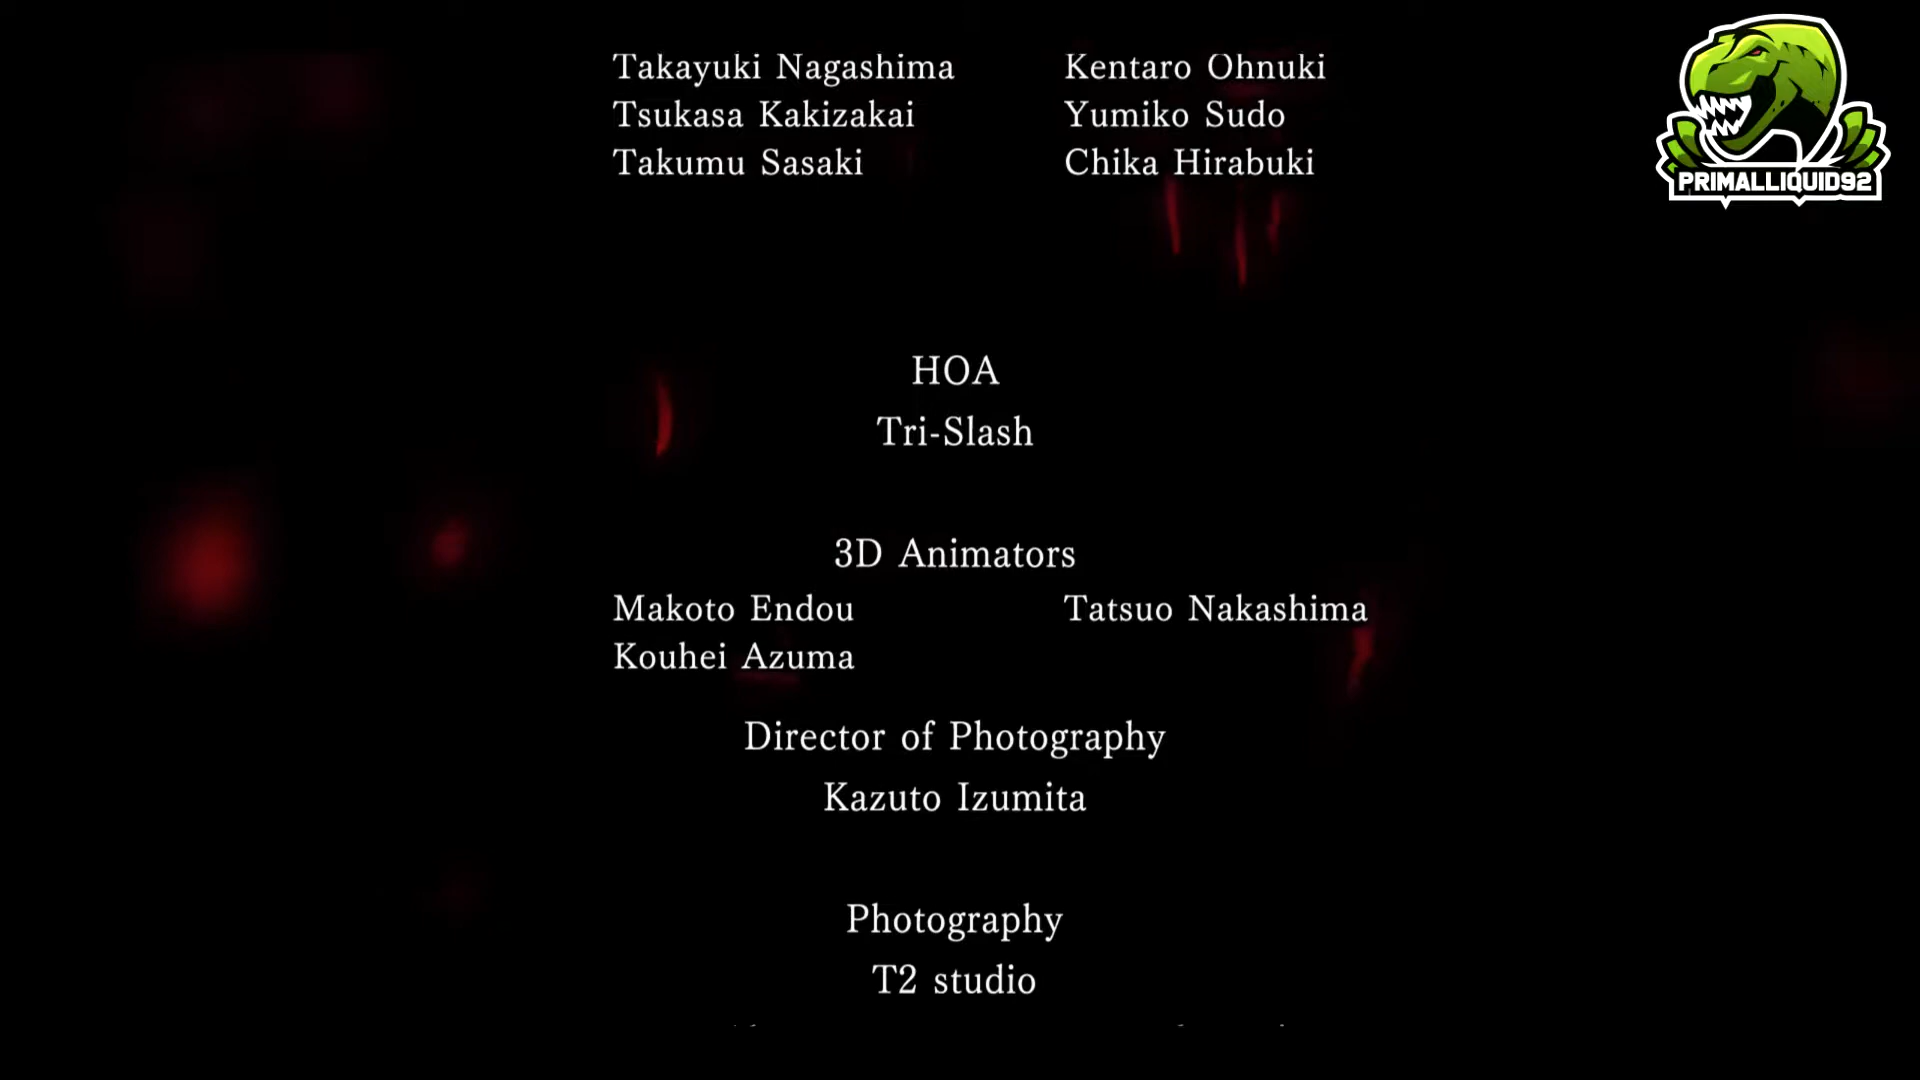 Takayuki Nagashima Kentaro Ohnuki
Tsukasa Kakizakai Yumiko Sudo
Takumu Sasaki Chika Hirabuki
PRIMALLIQUID92
HOA
Tri-Slash
3D Animators
Makoto Endou Tatsuo Nakashima
Kouhei Azuma
Director of Photography
Kazuto Izumita
Photography
T2 studio